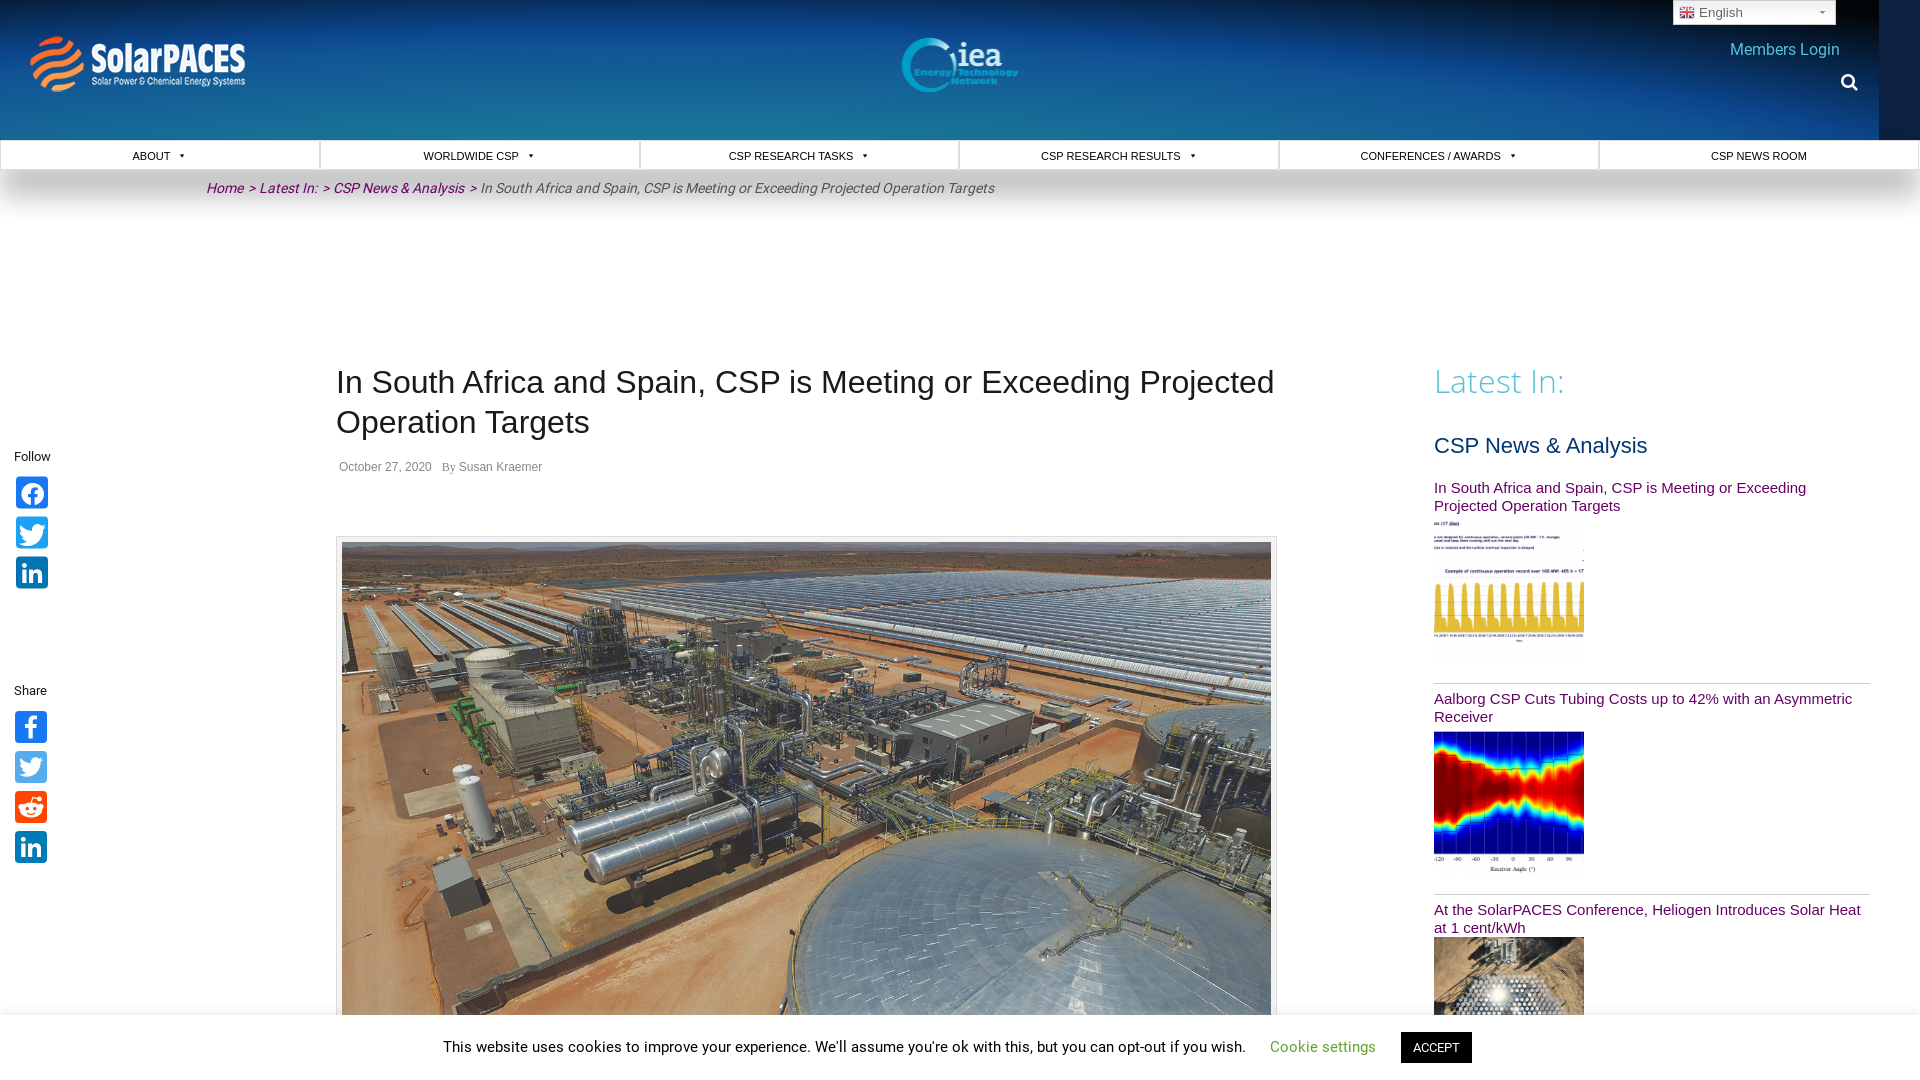 English
SolarPACES
Solar Power & Chemical Energy Systems
iea
Energy Technology
Network
Members Login
ABOUT
WORLDWIDE CSP
CSP RESEARCH TASKS
CSP RESEARCH RESULTS
CONFERENCES / AWARDS
CSP NEWS ROOM
Home > Latest In: > CSP News & Analysis > In South Africa and Spain, CSP is Meeting or Exceeding Projected Operation Targets
In South Africa and Spain, CSP is Meeting or Exceeding Projected
Operation Targets
October 27, 2020 By Susan Kraemer
Follow
Share
Latest In:
CSP News & Analysis
In South Africa and Spain, CSP is Meeting or Exceeding
Projected Operation Targets
Example of continuous operation record over 100 MW: 405 h = 17
Aalborg CSP Cuts Tubing Costs up to 42% with an Asymmetric
Receiver
-120 -90 -60 -30 0 30 60 90
Receiver Angle (°)
At the SolarPACES Conference, Heliogen Introduces Solar Heat
at 1 cent/kWh
This website uses cookies to improve your experience. We'll assume you're ok with this, but you can opt-out if you wish. Cookie settings ACCEPT